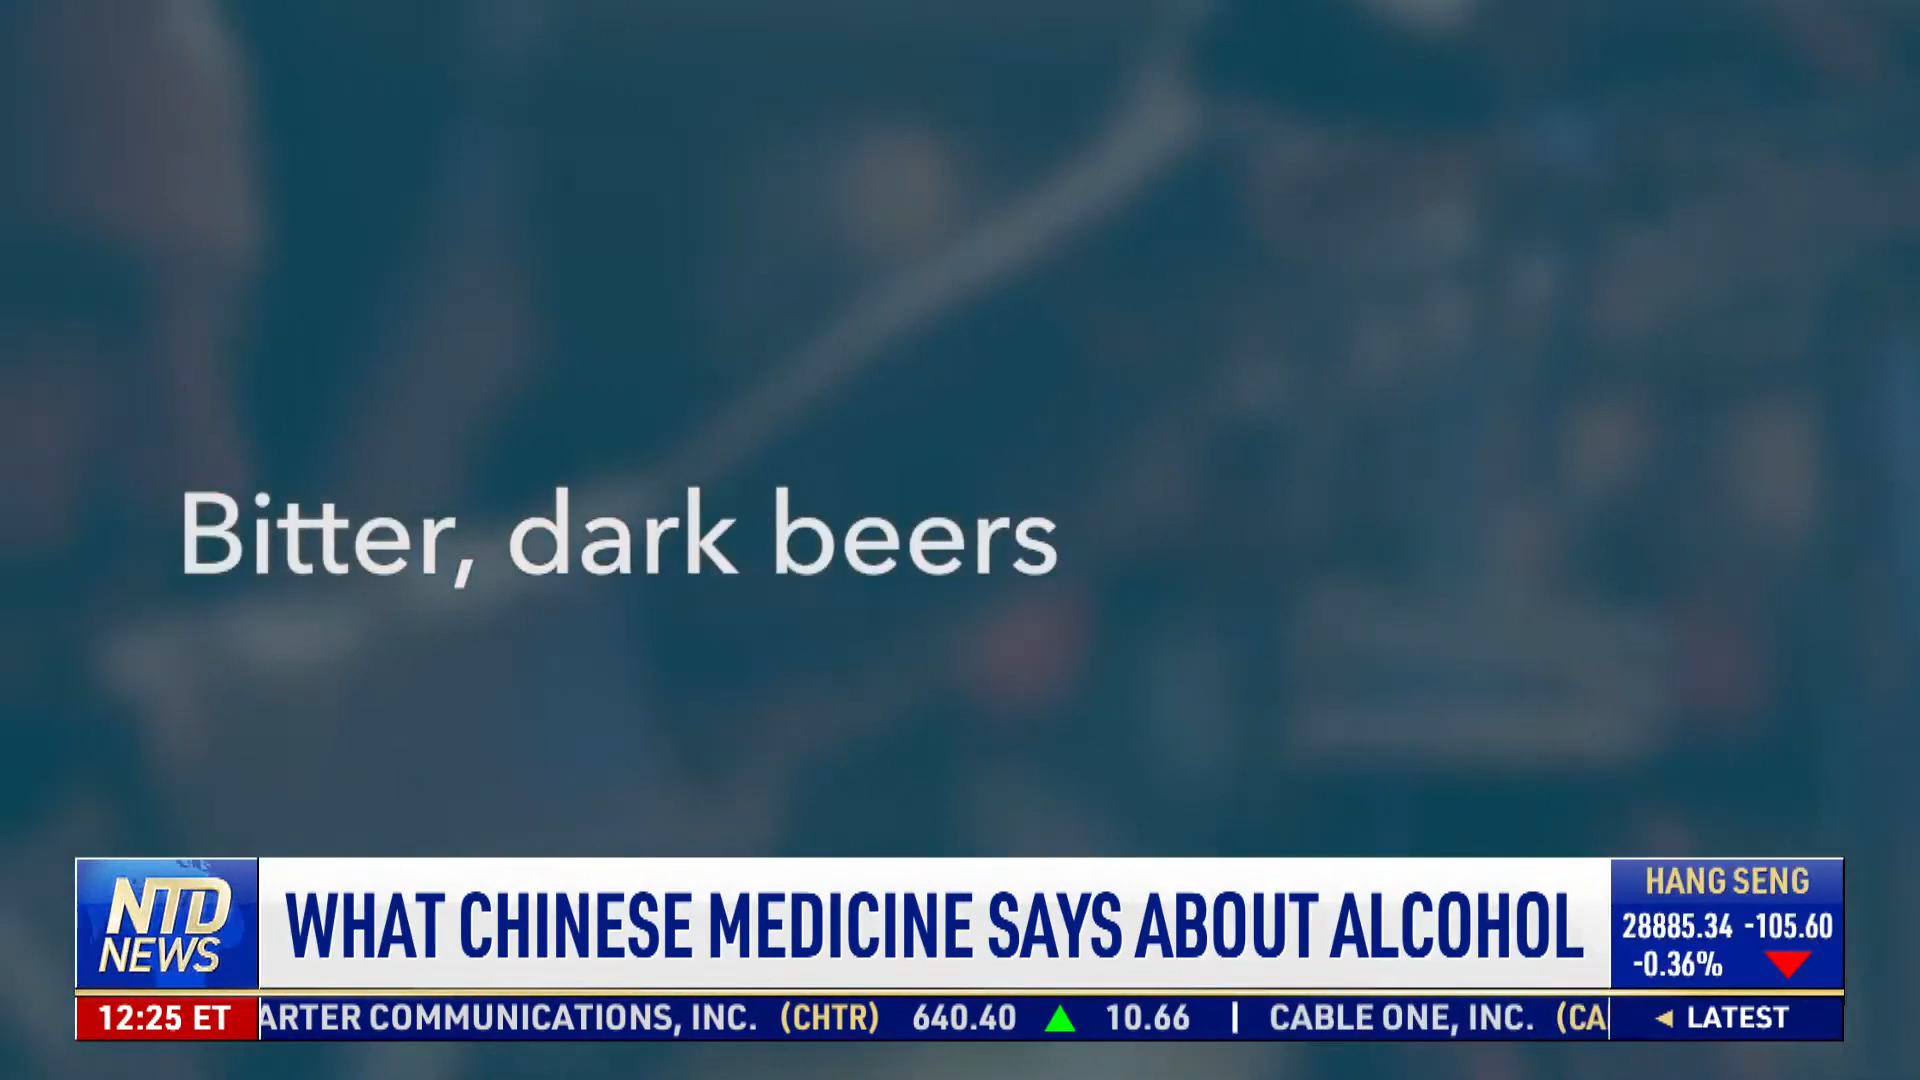 Bitter, dark beers
NTD
NEWS
WHAT CHINESE MEDICINE SAYS ABOUT ALCOHOL
HANG SENG
28885.34 -105.60
-0.36%
12:25 ET
ARTER COMMUNICATIONS, INC. (CHTR) 640.40 10.66 | CABLE ONE, INC. (CA
LATEST